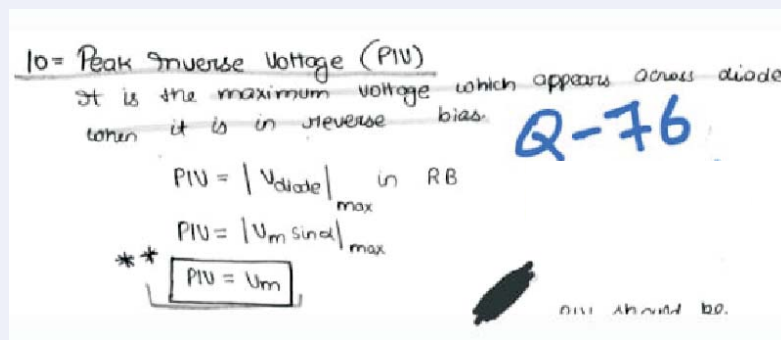 10= Peak Inverse Voltage (PIV)
It is the maximum voltage which appears across diode
when it is in reverse bias.
Q-76
PIV = |Vdiode|max in RB
PIV = |Vm sinα|max
**
PIV = Vm
should be.